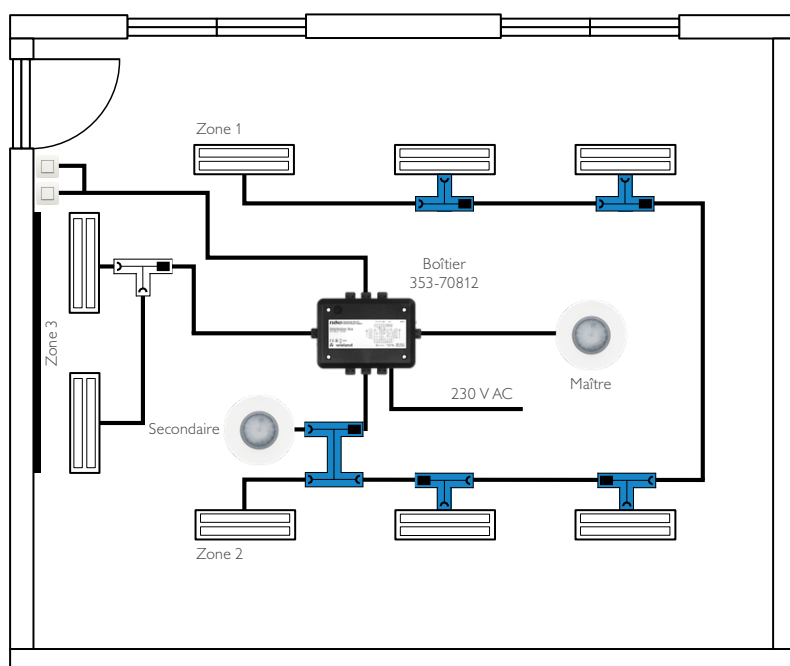 Zone 1
Boîtier
353-70812
Zone 3
Maître
230 V AC
Secondaire
Zone 2